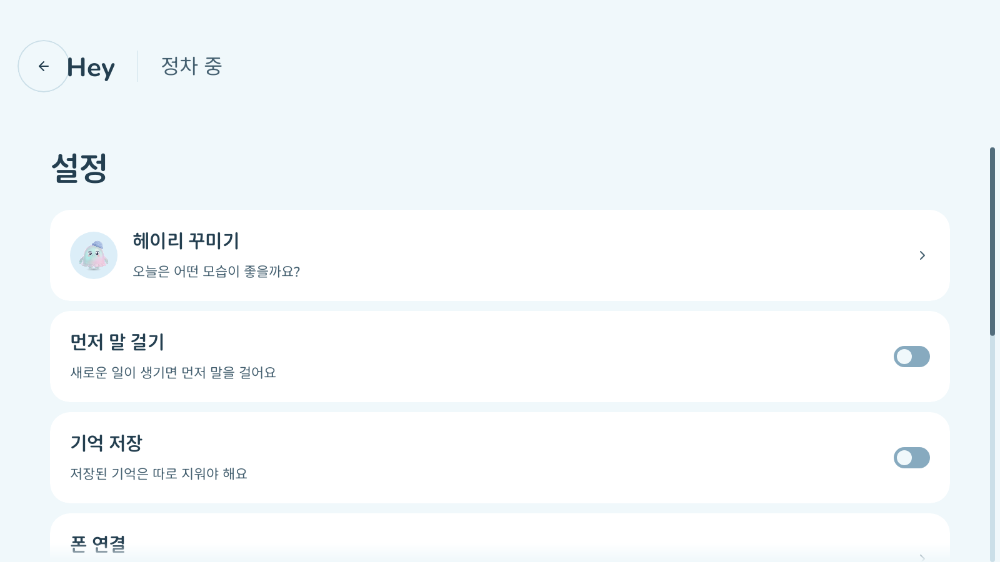 Hey
정차 중
설정
헤이리 꾸미기
오늘은 어떤 모습이 좋을까요?
먼저 말 걸기
새로운 일이 생기면 먼저 말을 걸어요
기억 저장
저장된 기억은 따로 지워야 해요
폰 연결